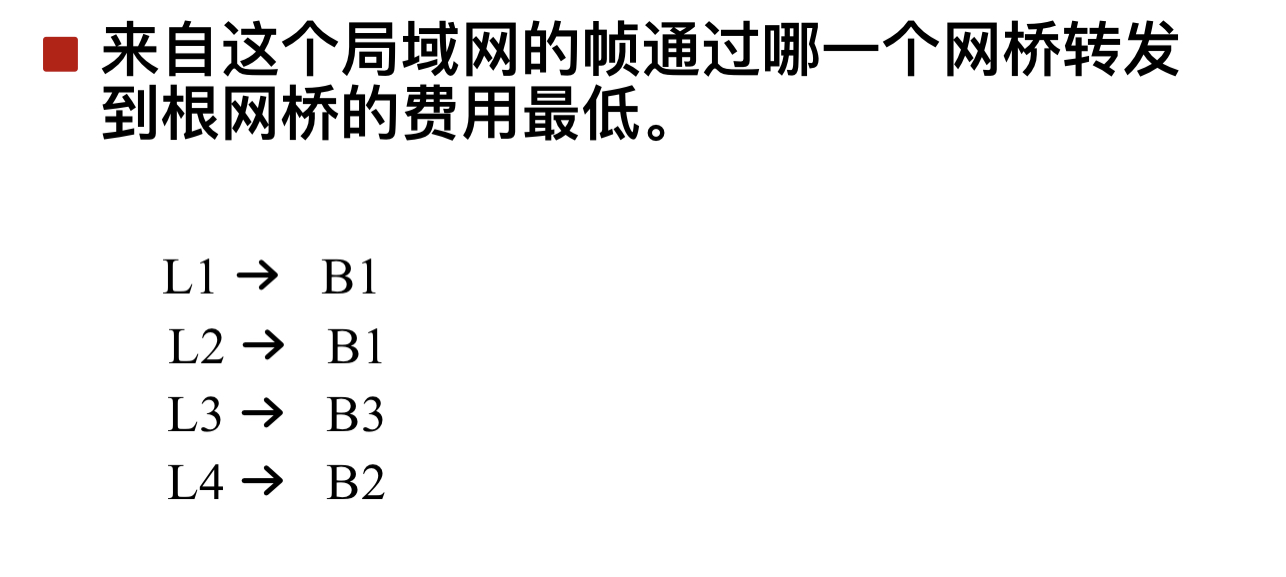 来自这个局域网的帧通过哪一个网桥转发
到根网桥的费用最低。
L1 → B1
L2 → B1
L3 → B3
L4 → B2